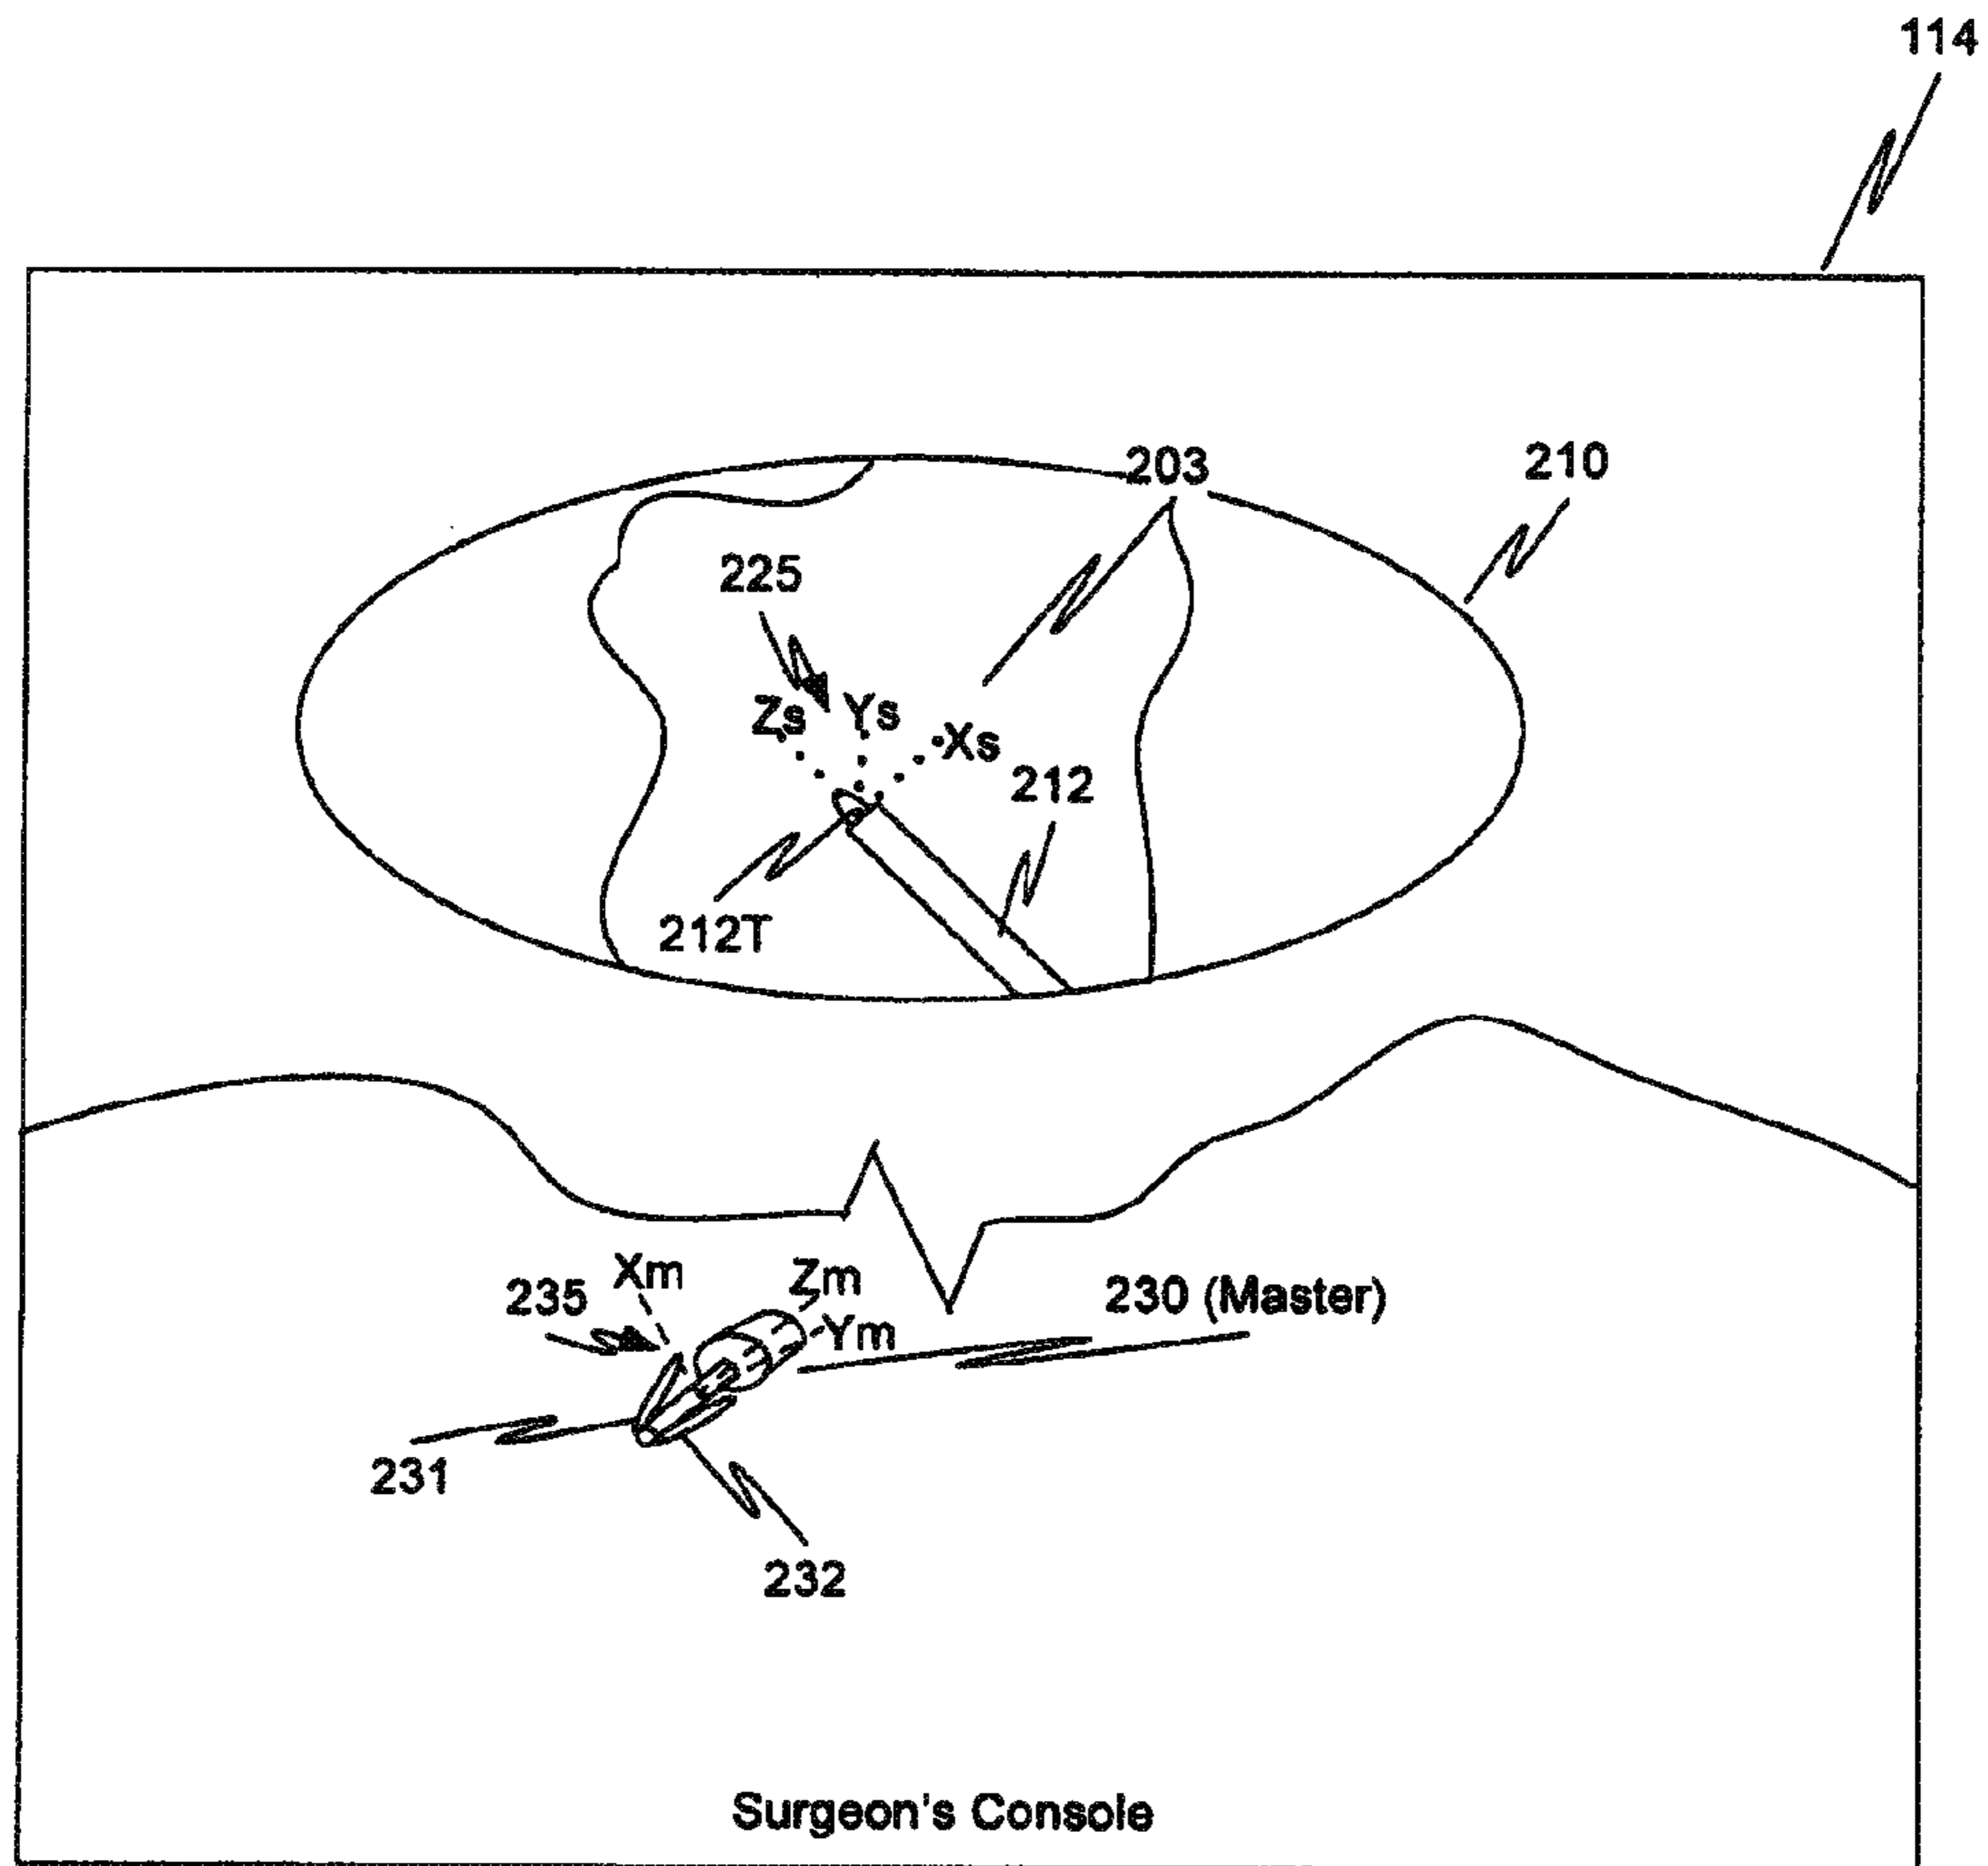 114
203
210
225
Zs
Ys
Xs
212
212T
Xm
Zm
235
230 (Master)
Ym
231
232
Surgeon's Console